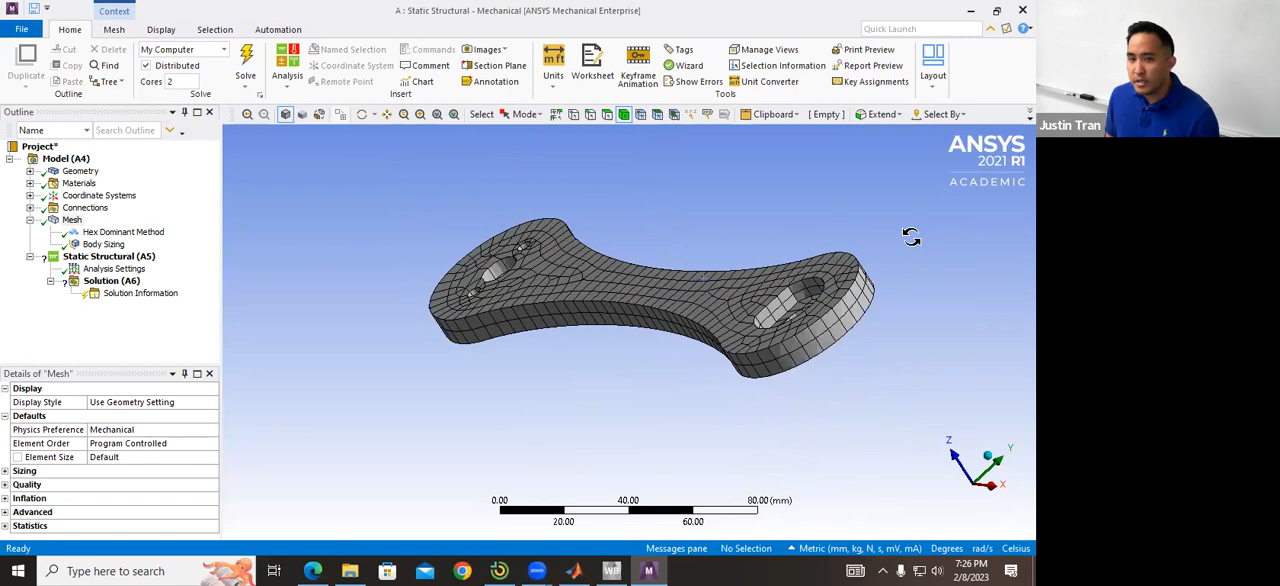 Context
A : Static Structural - Mechanical [ANSYS Mechanical Enterprise]
File
Home
Mesh
Display
Selection
Automation
Quick Launch
Duplicate
Cut
Delete
Copy
Find
Paste
Tree
Outline
My Computer
Distributed
Cores 2
Solve
Solve
Analysis
Named Selection
Coordinate System
Remote Point
Commands
Comment
Chart
Images
Section Plane
Annotation
Insert
Units
Worksheet
Keyframe
Animation
Tags
Wizard
Show Errors
Manage Views
Selection Information
Unit Converter
Print Preview
Report Preview
Key Assignments
Tools
Layout
Outline
Select
Mode
Clipboard
[ Empty ]
Extend
Select By
Name
Search Outline
Project*
Model (A4)
Geometry
Materials
Coordinate Systems
Connections
Mesh
Hex Dominant Method
Body Sizing
Static Structural (A5)
Analysis Settings
Solution (A6)
Solution Information
Details of "Mesh"
Display
Display Style Use Geometry Setting
Defaults
Physics Preference Mechanical
Element Order Program Controlled
Element Size Default
Sizing
Quality
Inflation
Advanced
Statistics
ANSYS
2021 R1
ACADEMIC
Z
Y
X
0.00 40.00 80.00 (mm)
20.00 60.00
Justin Tran
Ready
Messages pane
No Selection
Metric (mm, kg, N, s, mV, mA)
Degrees
rad/s
Celsius
Type here to search
WB
M
7:26 PM
2/8/2023